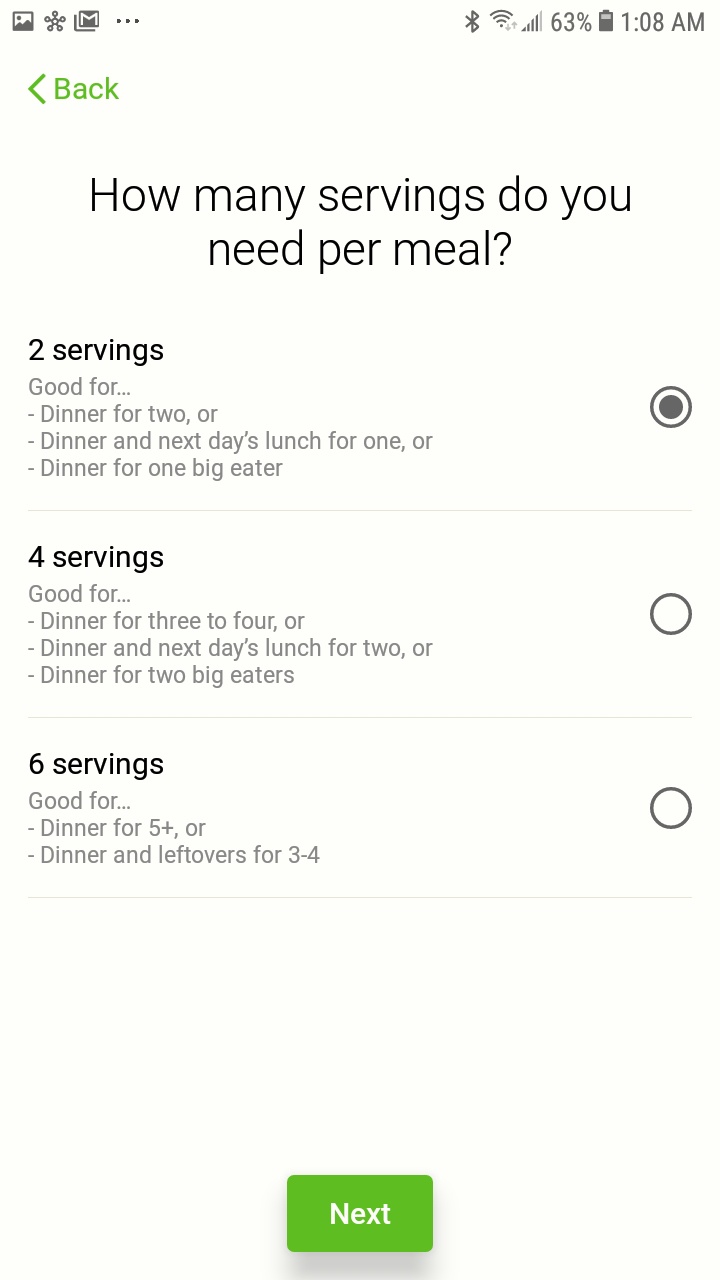 63% 1:08 AM
Back
How many servings do you
need per meal?
2 servings
Good for…
- Dinner for two, or
- Dinner and next day’s lunch for one, or
- Dinner for one big eater
4 servings
Good for…
- Dinner for three to four, or
- Dinner and next day’s lunch for two, or
- Dinner for two big eaters
6 servings
Good for…
- Dinner for 5+, or
- Dinner and leftovers for 3-4
Next